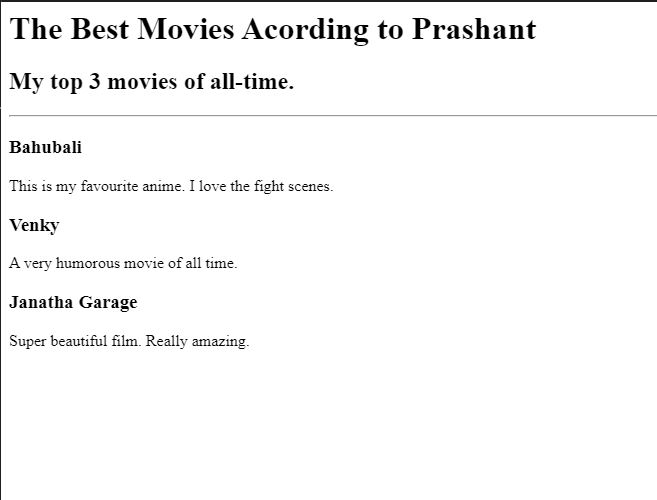 The Best Movies Acording to Prashant
My top 3 movies of all-time.
Bahubali
This is my favourite anime. I love the fight scenes.
Venky
A very humorous movie of all time.
Janatha Garage
Super beautiful film. Really amazing.